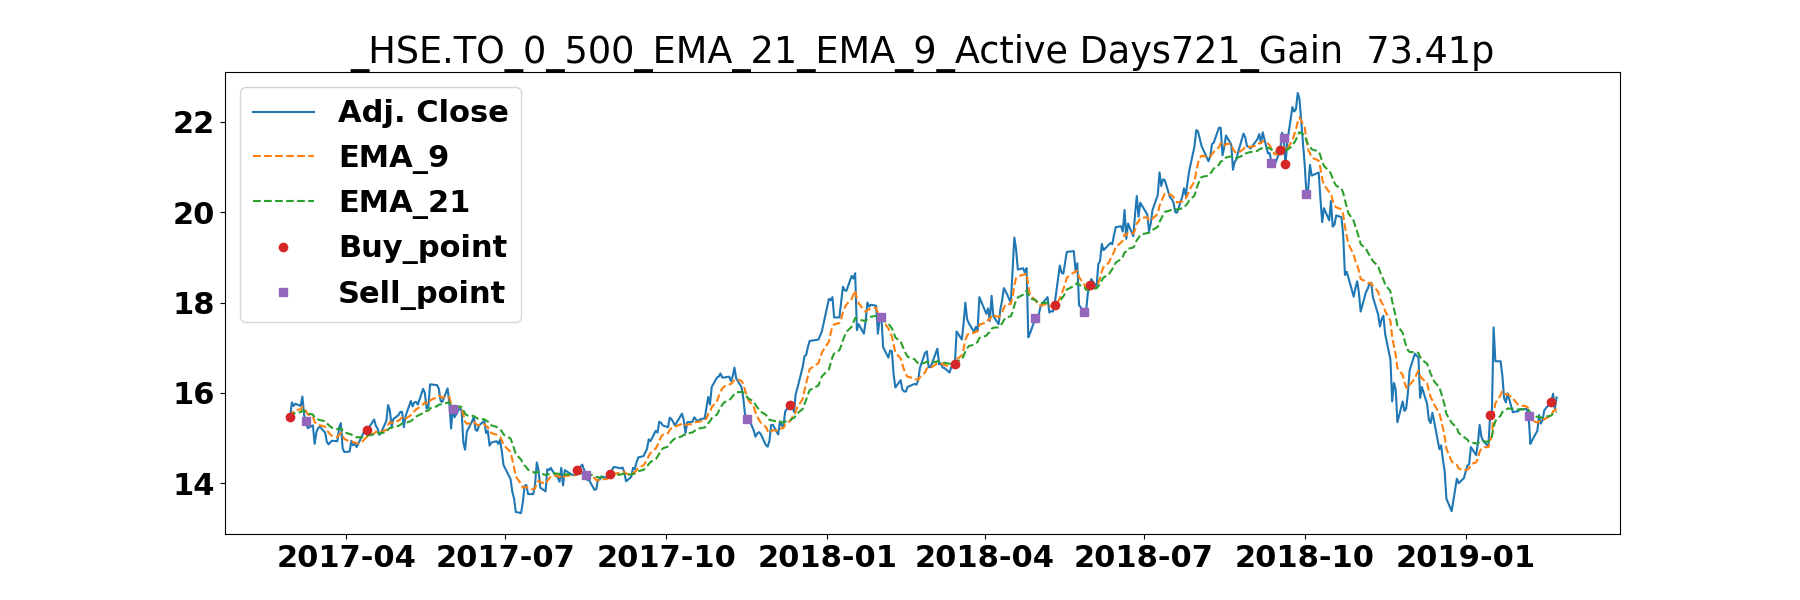 _HSE.TO_0_500_EMA_21_EMA_9_Active Days721_Gain  73.41p
Adj. Close
EMA_9
EMA_21
Buy_point
Sell_point
22
20
18
16
14
2017-04 2017-07 2017-10 2018-01 2018-04 2018-07 2018-10 2019-01